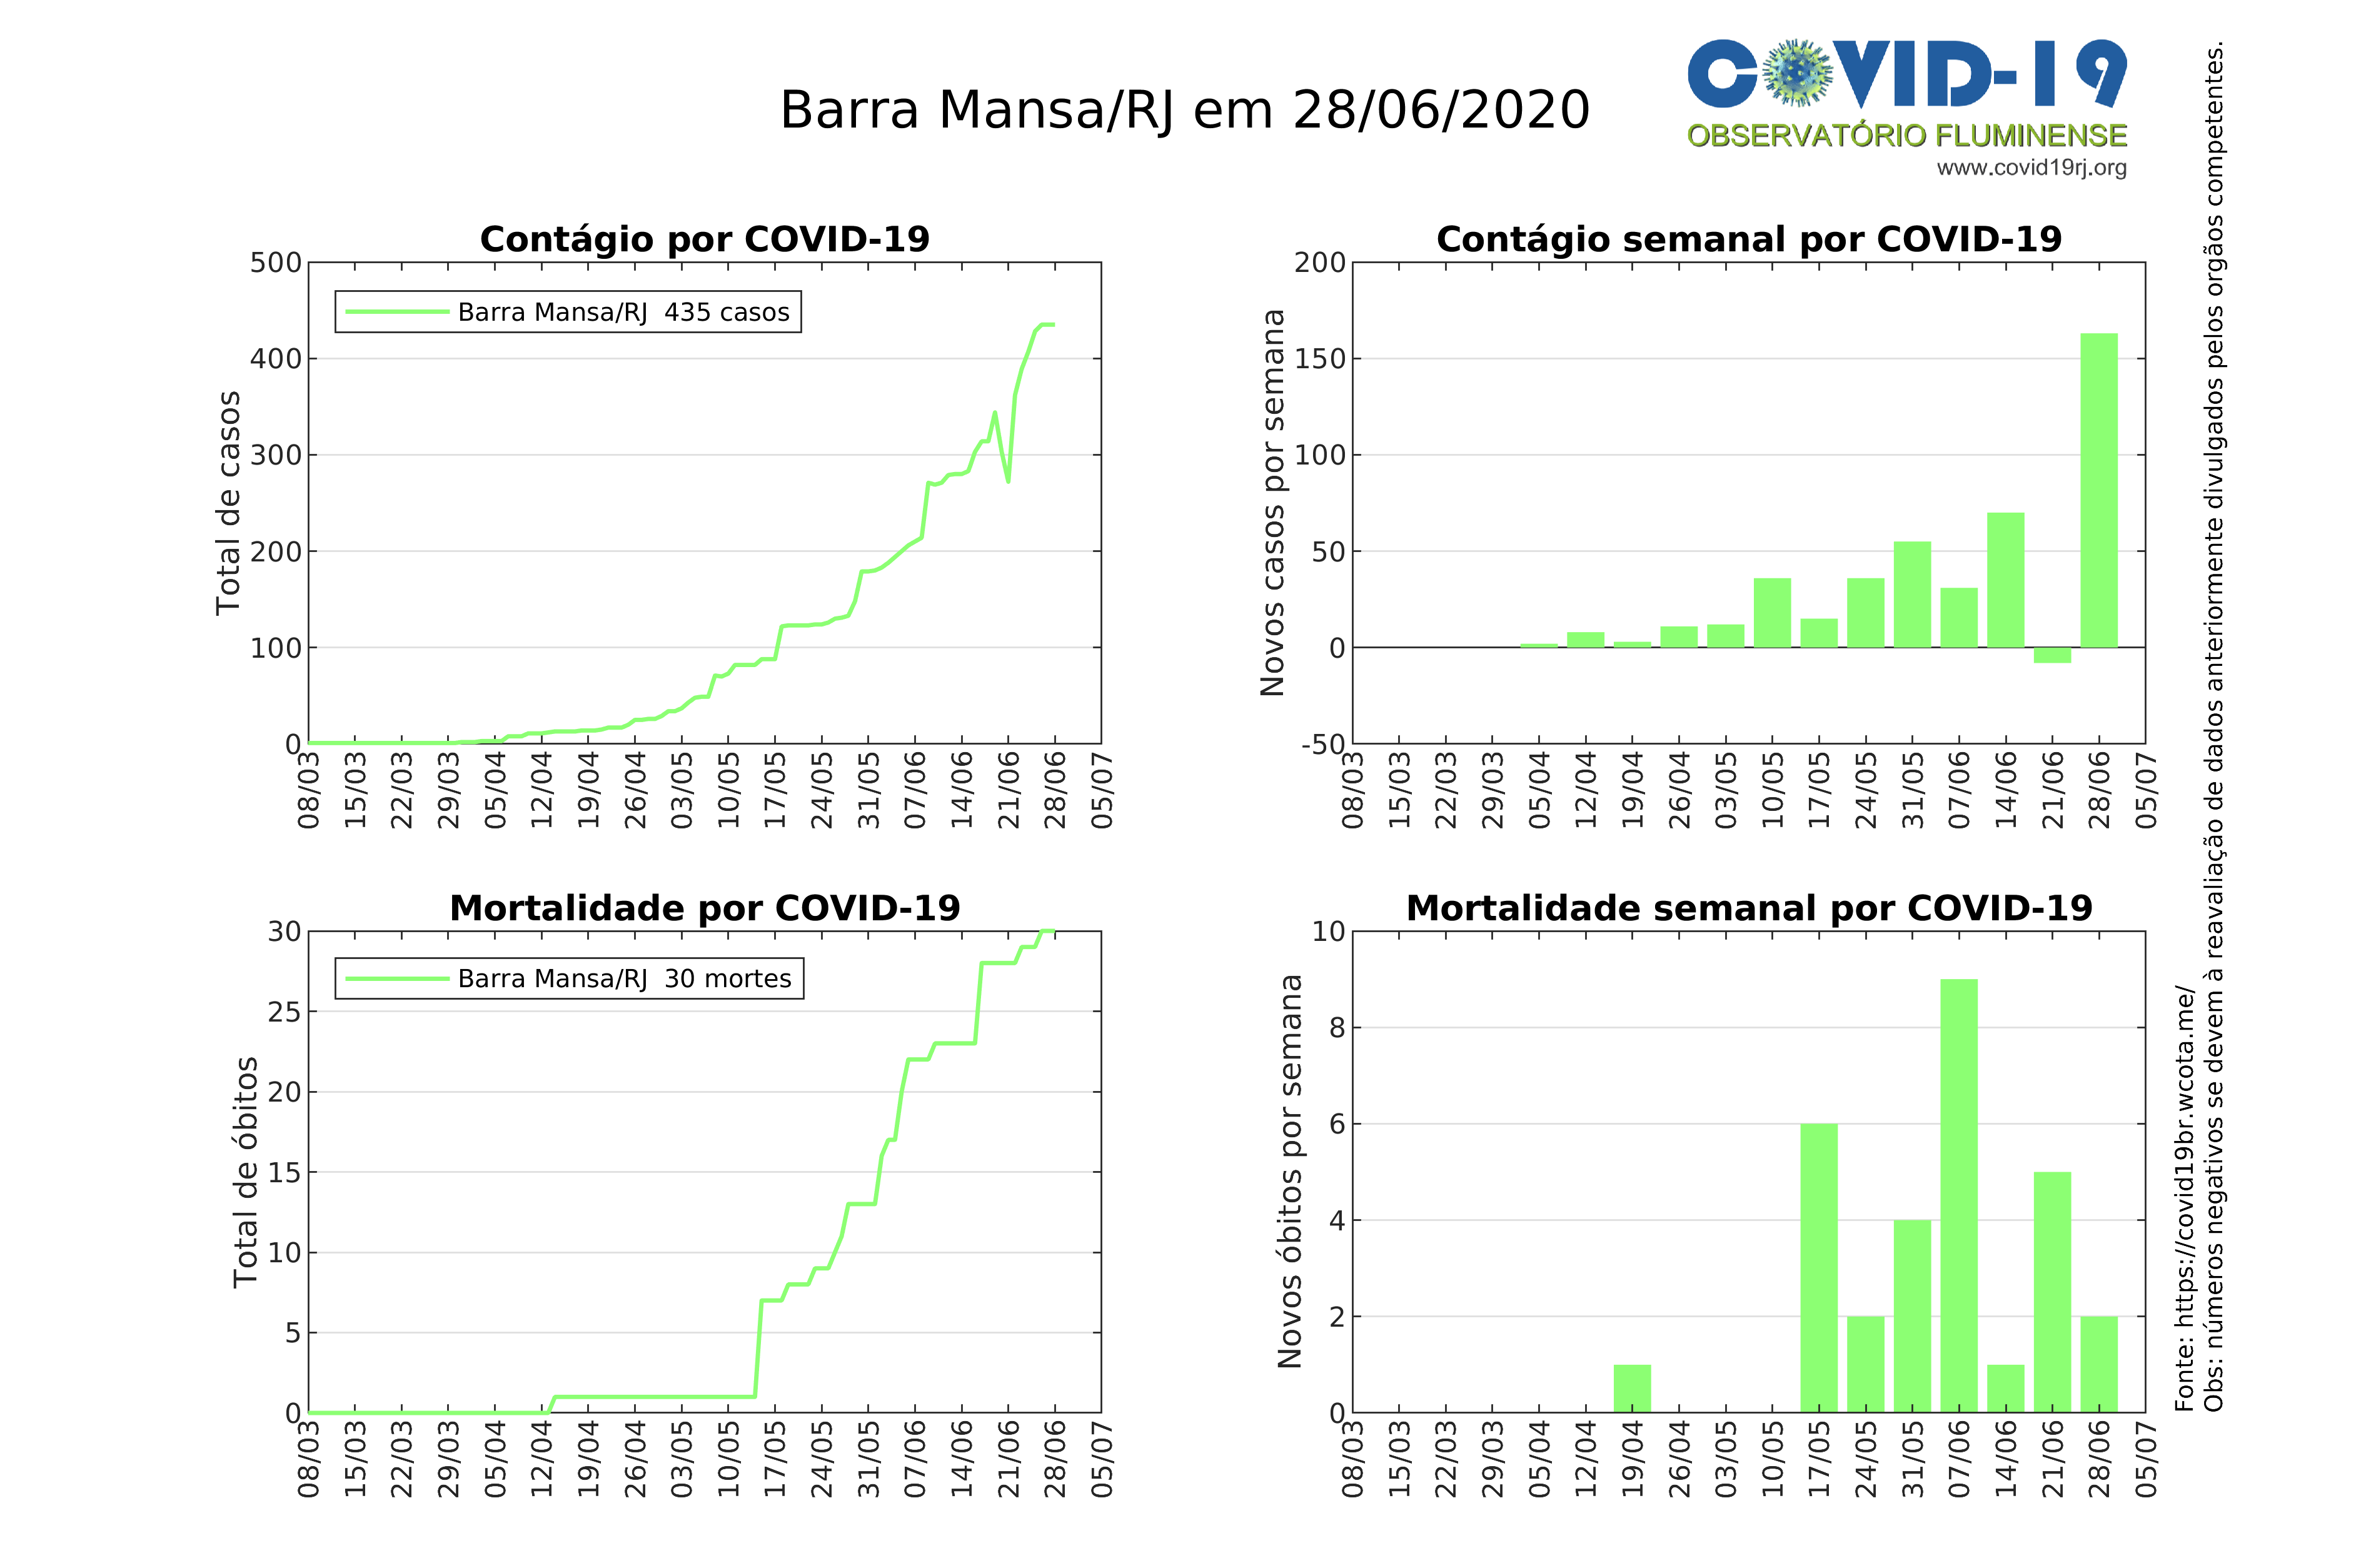 Barra Mansa/RJ em 28/06/2020
COVID-19
OBSERVATÓRIO FLUMINENSE
www.covid19rj.org
Contágio por COVID-19
Total de casos
500
400
300
200
100
0
Barra Mansa/RJ 435 casos
08/03 15/03 22/03 29/03 05/04 12/04 19/04 26/04 03/05 10/05 17/05 24/05 31/05 07/06 14/06 21/06 28/06 05/07
Contágio semanal por COVID-19
Novos casos por semana
200
150
100
50
0
-50
08/03 15/03 22/03 29/03 05/04 12/04 19/04 26/04 03/05 10/05 17/05 24/05 31/05 07/06 14/06 21/06 28/06 05/07
Mortalidade por COVID-19
Total de óbitos
30
25
20
15
10
5
0
Barra Mansa/RJ 30 mortes
08/03 15/03 22/03 29/03 05/04 12/04 19/04 26/04 03/05 10/05 17/05 24/05 31/05 07/06 14/06 21/06 28/06 05/07
Mortalidade semanal por COVID-19
Novos óbitos por semana
10
8
6
4
2
0
08/03 15/03 22/03 29/03 05/04 12/04 19/04 26/04 03/05 10/05 17/05 24/05 31/05 07/06 14/06 21/06 28/06 05/07
Fonte: https://covid19br.wcota.me/
Obs: números negativos se devem à reavaliação de dados anteriormente divulgados pelos orgãos competentes.